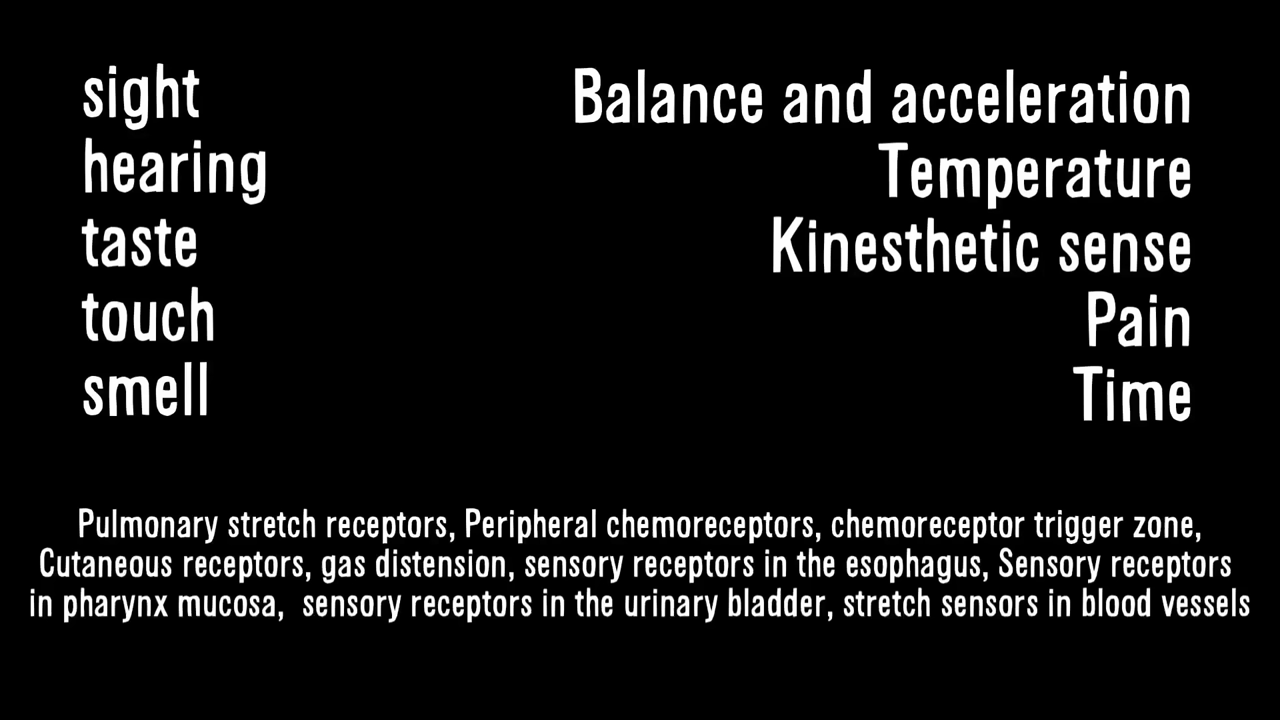 sight
hearing
taste
touch
smell
Balance and acceleration
Temperature
Kinesthetic sense
Pain
Time
Pulmonary stretch receptors, Peripheral chemoreceptors, chemoreceptor trigger zone,
Cutaneous receptors, gas distension, sensory receptors in the esophagus, Sensory receptors
in pharynx mucosa,  sensory receptors in the urinary bladder, stretch sensors in blood vessels